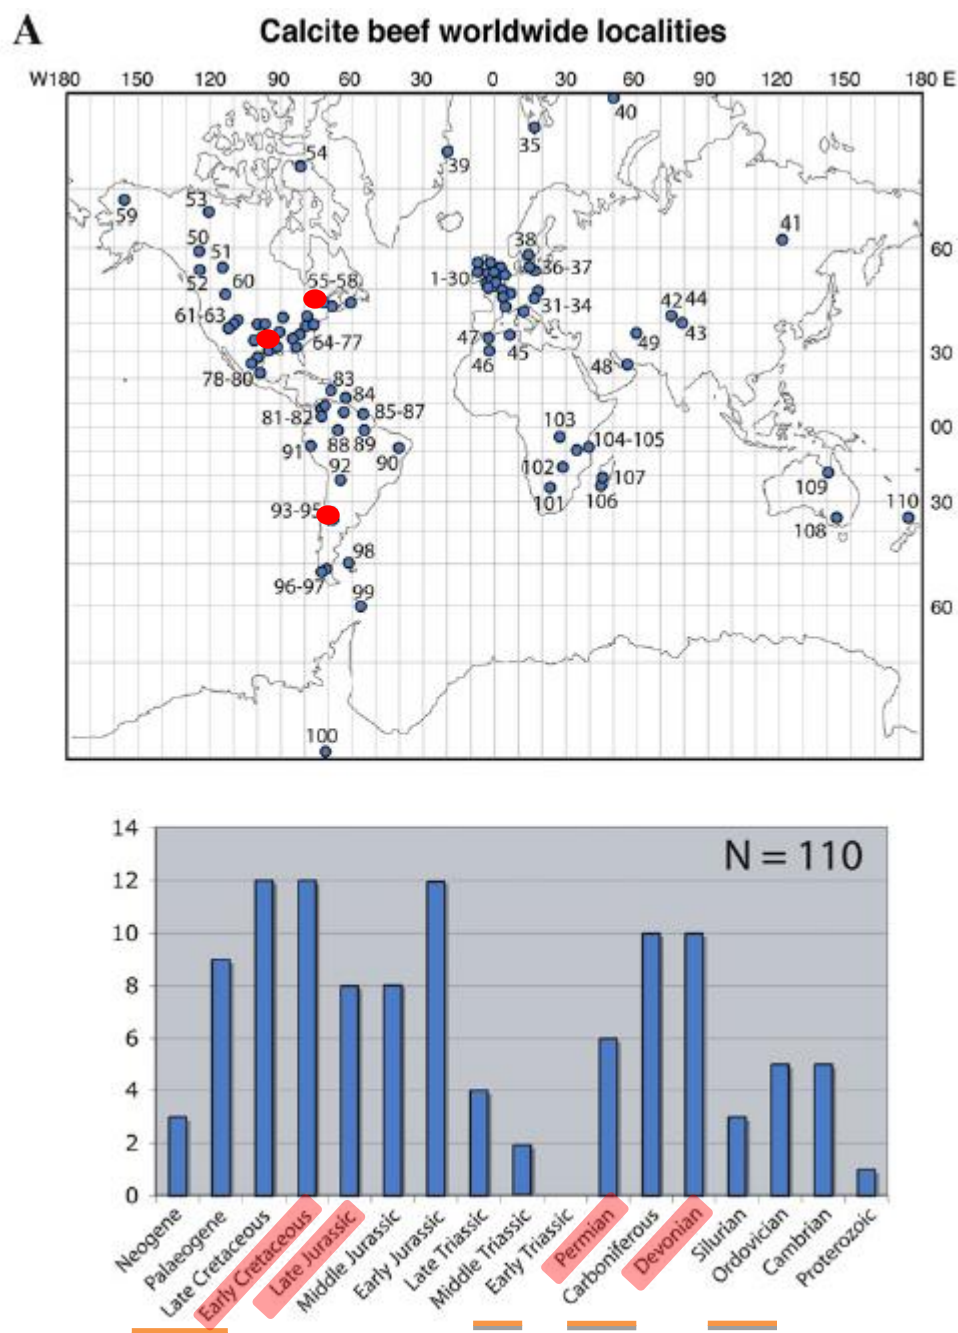 A
Calcite beef worldwide localities
W180 150 120 90 60 30 0 30 60 90 120 150 180 E
40
35
54
39
59
53
41
50
51
38
60
52
60
55-58
1-30
36-37
61-63
31-34
42 44
43
64-77
47
45
49
46
48
30
78-80
83
84
81-82
85-87
103
00
91
88 89
90
104-105
92
102
107
109
101
106
93-95
110
30
108
98
96-97
99
60
100
14
N = 110
12
10
8
6
4
2
0
Neogene
Palaeogene
Late Cretaceous
Early Cretaceous
Late Jurassic
Middle Jurassic
Early Jurassic
Late Triassic
Middle Triassic
Early Triassic
Permian
Carboniferous
Devonian
Silurian
Ordovician
Cambrian
Proterozoic